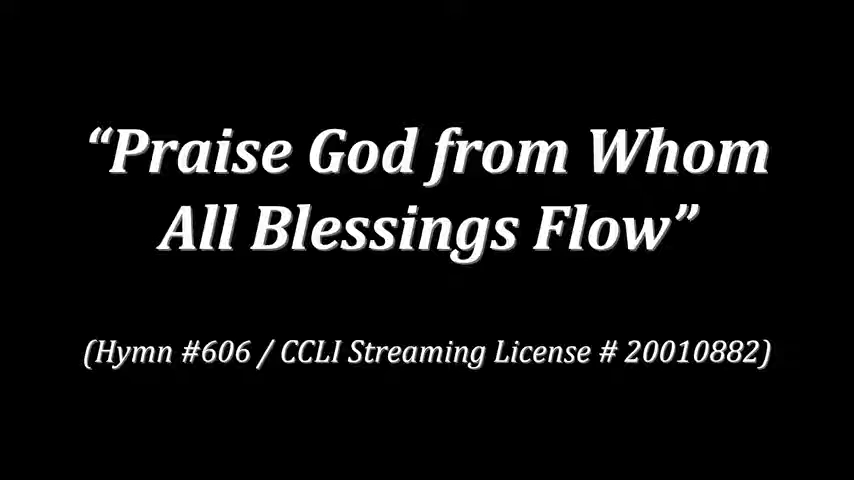 “Praise God from Whom
All Blessings Flow”
(Hymn #606 / CCLI Streaming License # 20010882)